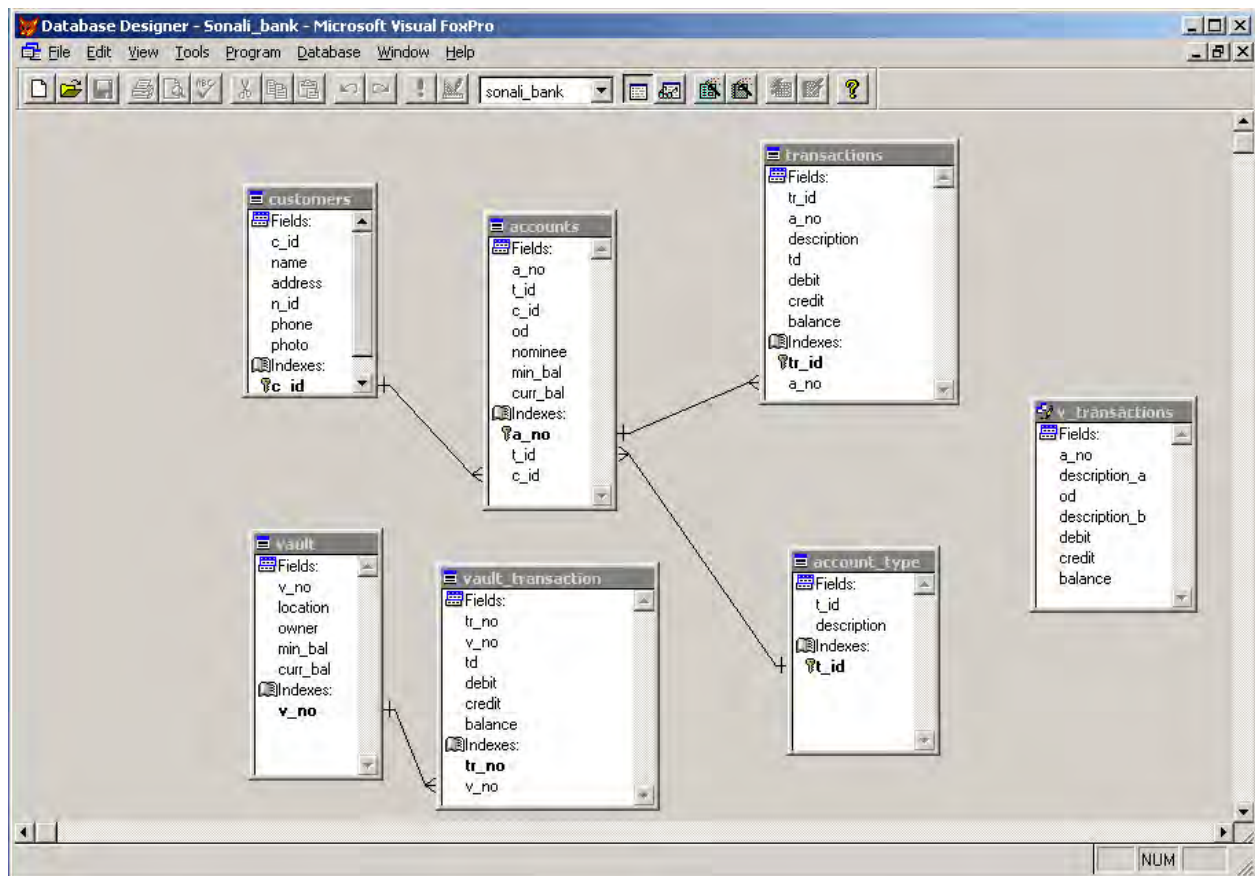 Database Designer - Sonali_bank - Microsoft Visual FoxPro
File Edit View Tools Program Database Window Help
sonali_bank
customers
Fields:
c_id
name
address
n_id
phone
photo
Indexes:
c_id
accounts
Fields:
a_no
t_id
c_id
od
nominee
min_bal
curr_bal
Indexes:
a_no
t_id
c_id
transactions
Fields:
tr_id
a_no
description
td
debit
credit
balance
Indexes:
tr_id
a_no
v_transactions
Fields:
a_no
description_a
od
description_b
debit
credit
balance
vault
Fields:
v_no
location
owner
min_bal
curr_bal
Indexes:
v_no
vault_transaction
Fields:
tr_no
v_no
td
debit
credit
balance
Indexes:
tr_no
v_no
account_type
Fields:
t_id
description
Indexes:
t_id
NUM